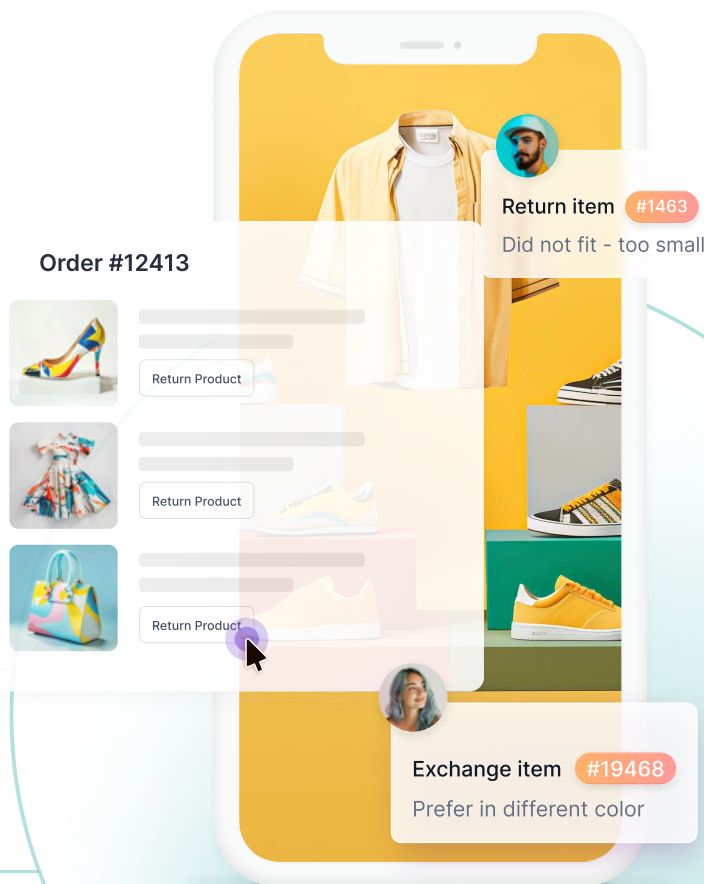 Return item #1463
Did not fit - too small
Order #12413
Return Product
Return Product
Return Product
Exchange item #19468
Prefer in different color